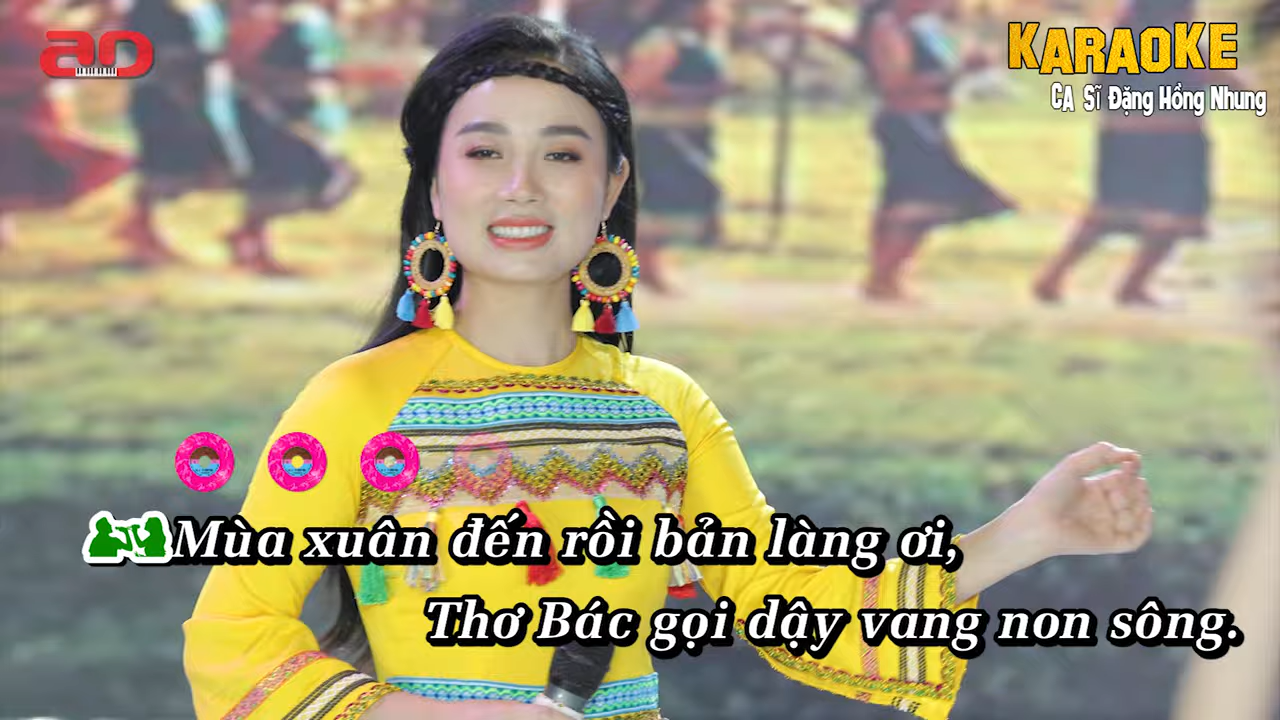 KARAOKE
CA SĨ Đặng Hồng Nhung
Mùa xuân đến rồi bản làng ơi,
Thơ Bác gọi dậy vang non sông.